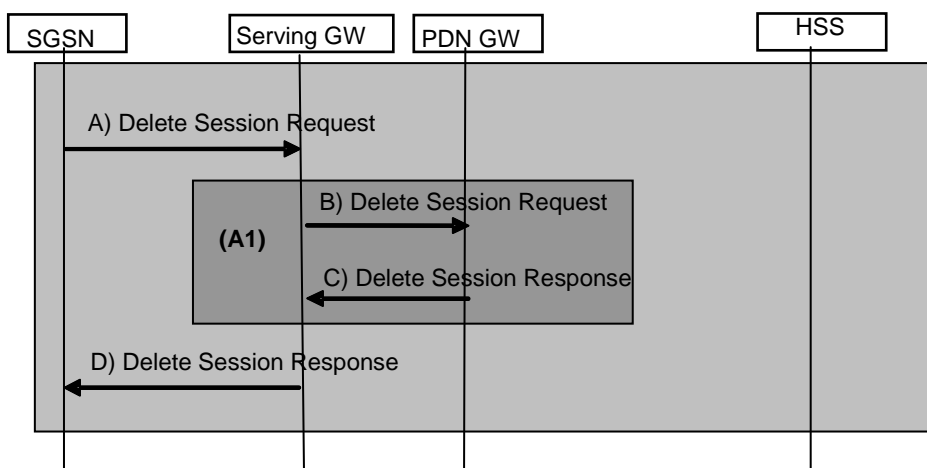 SGSN
Serving GW
PDN GW
HSS
A) Delete Session Request
B) Delete Session Request
(A1)
C) Delete Session Response
D) Delete Session Response